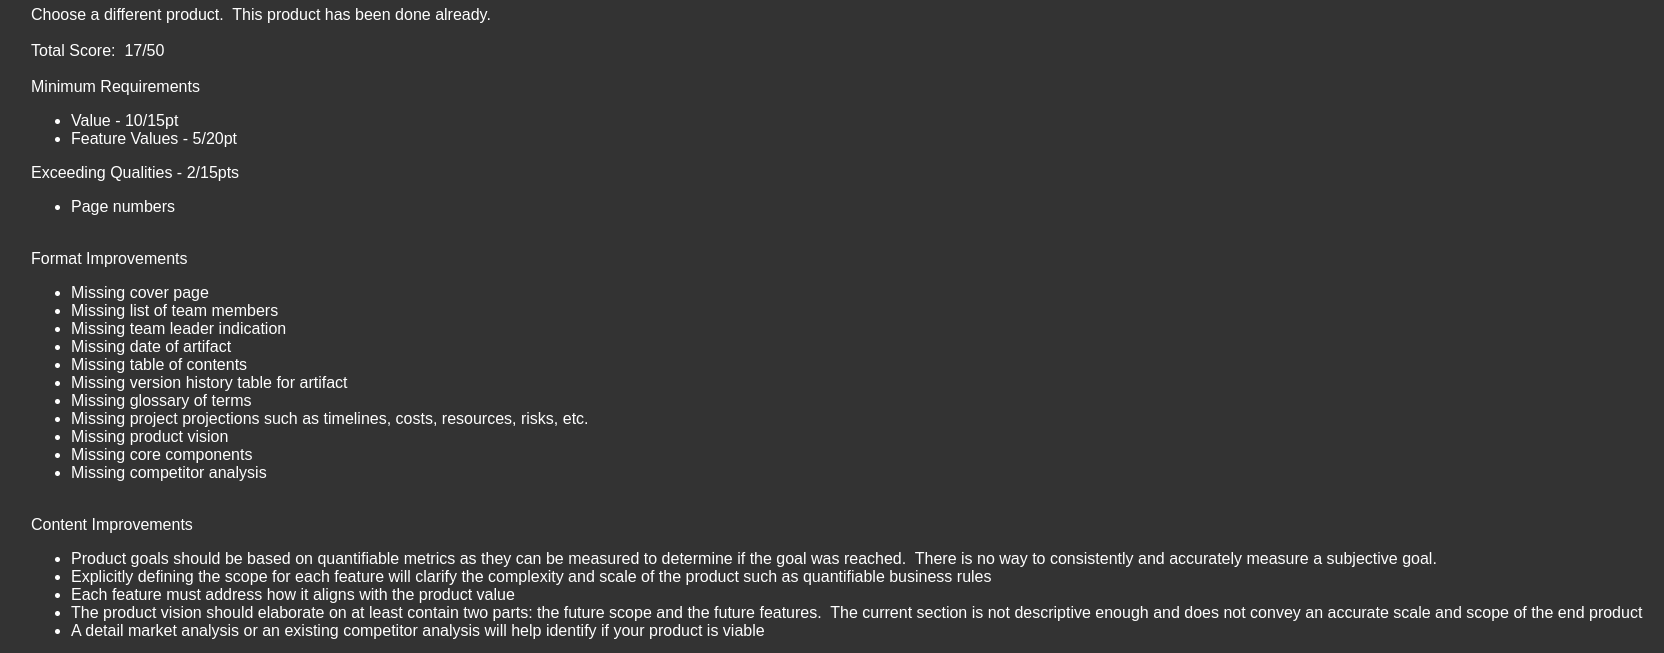 Choose a different product.  This product has been done already.
Total Score:  17/50
Minimum Requirements
• Value - 10/15pt
• Feature Values - 5/20pt
Exceeding Qualities - 2/15pts
• Page numbers
Format Improvements
• Missing cover page
• Missing list of team members
• Missing team leader indication
• Missing date of artifact
• Missing table of contents
• Missing version history table for artifact
• Missing glossary of terms
• Missing project projections such as timelines, costs, resources, risks, etc.
• Missing product vision
• Missing core components
• Missing competitor analysis
Content Improvements
• Product goals should be based on quantifiable metrics as they can be measured to determine if the goal was reached.  There is no way to consistently and accurately measure a subjective goal.
• Explicitly defining the scope for each feature will clarify the complexity and scale of the product such as quantifiable business rules
• Each feature must address how it aligns with the product value
• The product vision should elaborate on at least contain two parts: the future scope and the future features.  The current section is not descriptive enough and does not convey an accurate scale and scope of the end product
• A detail market analysis or an existing competitor analysis will help identify if your product is viable